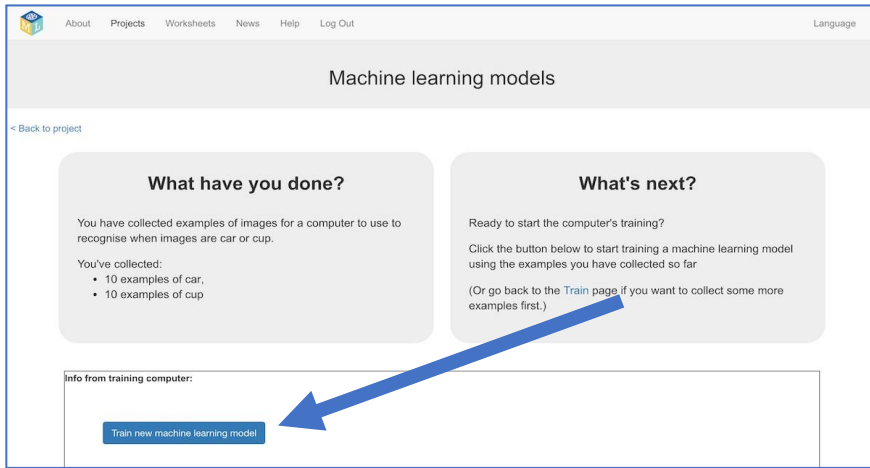 About Projects Worksheets News Help Log Out Language
Machine learning models
< Back to project
What have you done?
You have collected examples of images for a computer to use to
recognise when images are car or cup.
You've collected:
• 10 examples of car,
• 10 examples of cup
What's next?
Ready to start the computer's training?
Click the button below to start training a machine learning model
using the examples you have collected so far
(Or go back to the Train page if you want to collect some more
examples first.)
Info from training computer:
Train new machine learning model